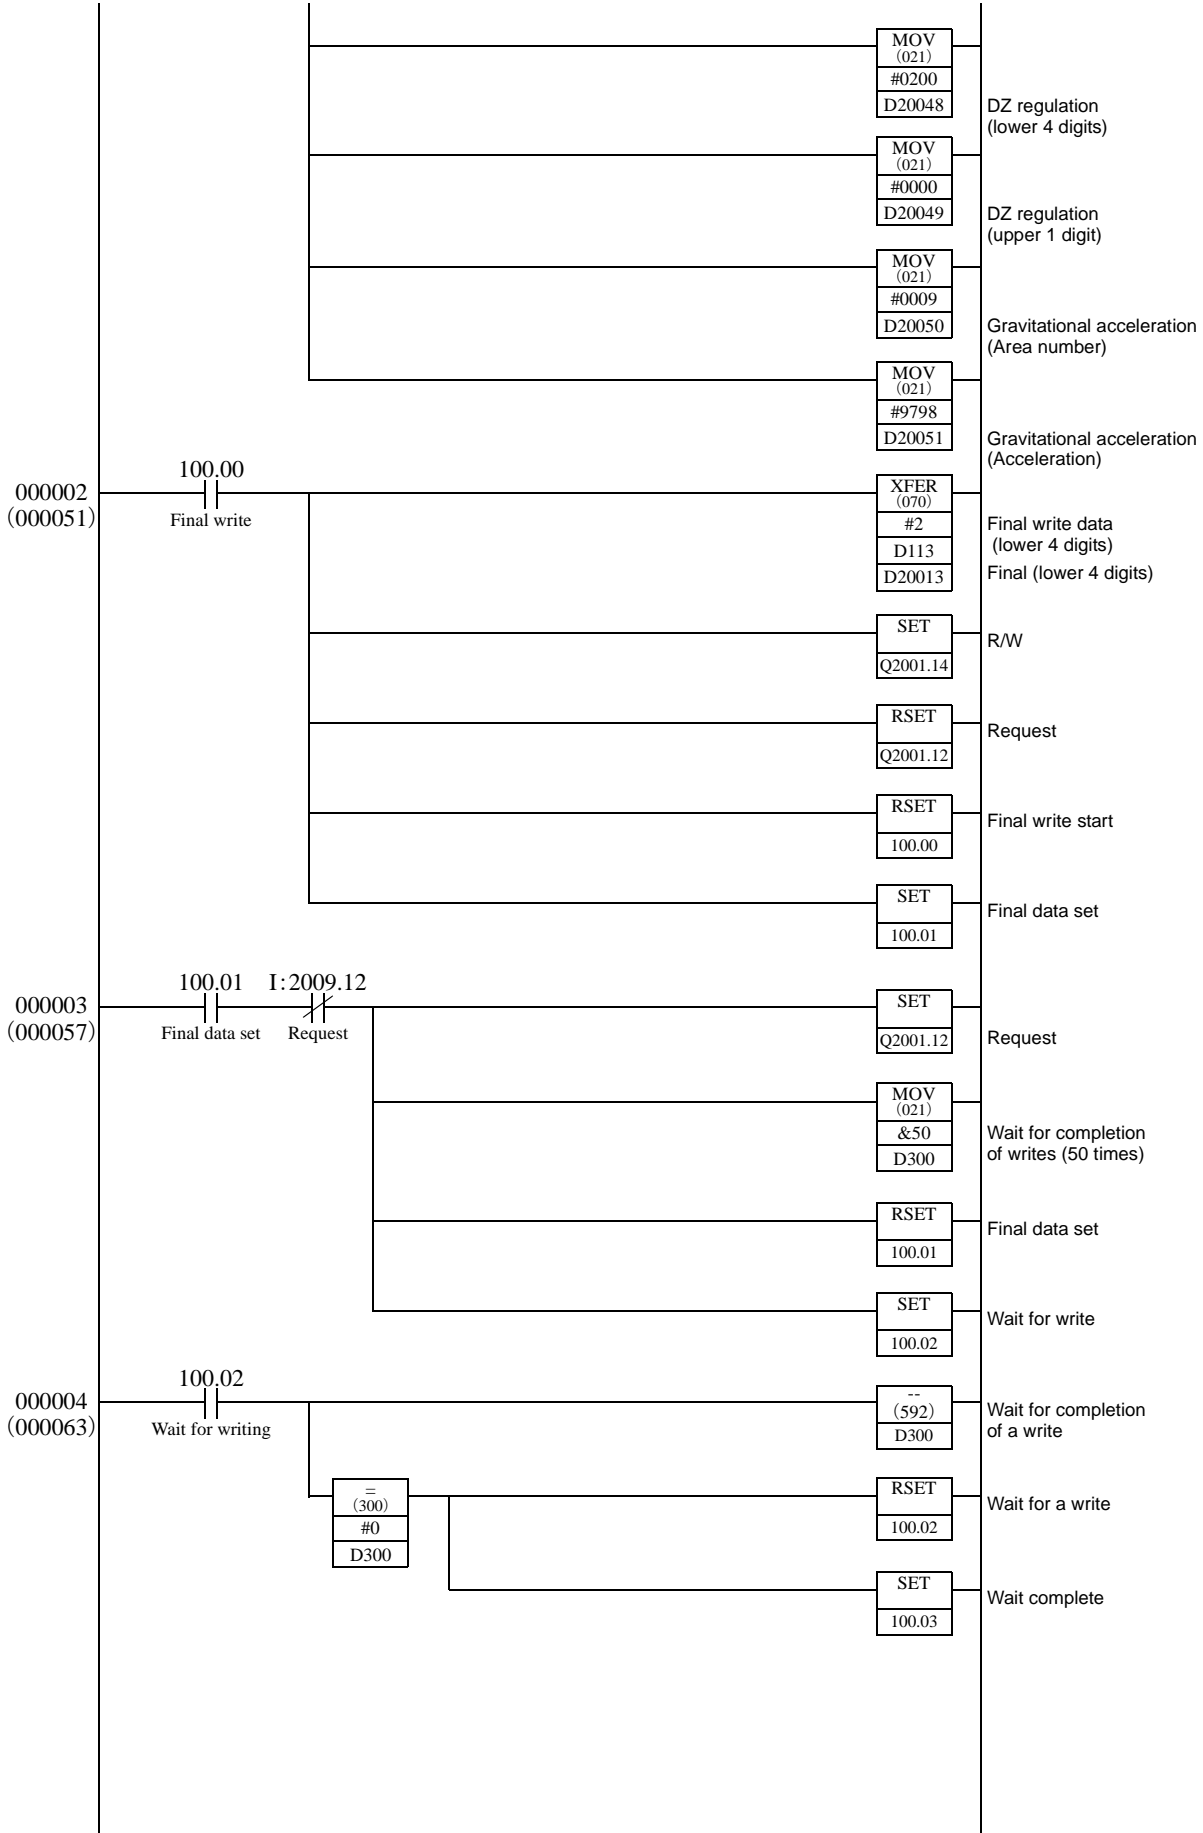 MOV
(021)
#0200
D20048
DZ regulation
(lower 4 digits)
MOV
(021)
#0000
D20049
DZ regulation
(upper 1 digit)
MOV
(021)
#0009
D20050
Gravitational acceleration
(Area number)
MOV
(021)
#9798
D20051
Gravitational acceleration
(Acceleration)
000002
(000051)
100.00
Final write
XFER
(070)
#2
D113
D20013
Final write data
(lower 4 digits)
Final (lower 4 digits)
SET
Q2001.14
R/W
RSET
Q2001.12
Request
RSET
100.00
Final write start
SET
100.01
Final data set
000003
(000057)
100.01
Final data set
I:2009.12
Request
SET
Q2001.12
Request
MOV
(021)
&50
D300
Wait for completion
of writes (50 times)
RSET
100.01
Final data set
SET
100.02
Wait for write
000004
(000063)
100.02
Wait for writing
--
(592)
D300
Wait for completion
of a write
=
(300)
#0
D300
RSET
100.02
Wait for a write
SET
100.03
Wait complete